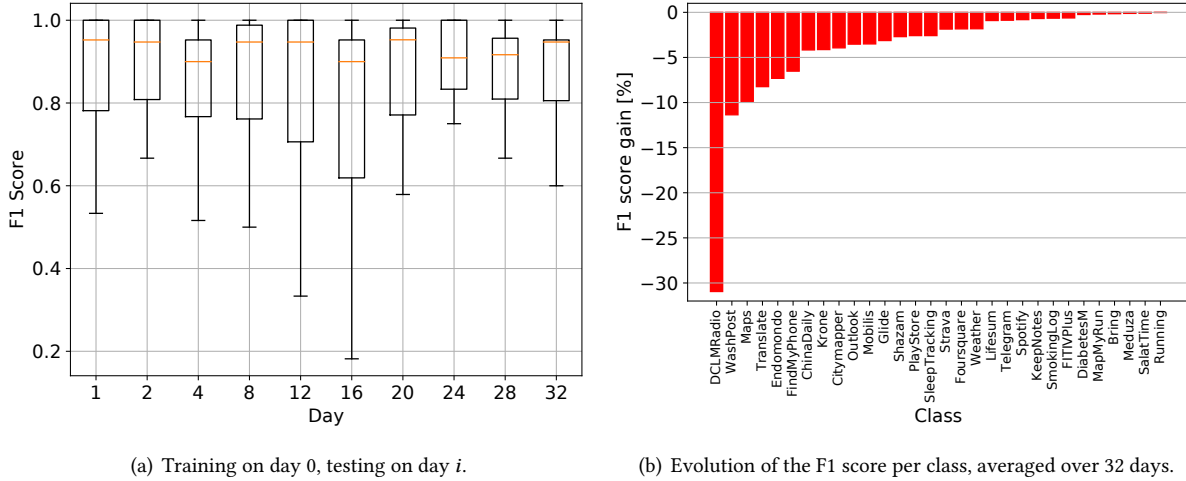 1.0
0.8
0.6
0.4
0.2
F1 Score
1 2 4 8 12 16 20 24 28 32
Day
(a) Training on day 0, testing on day i.
0
−5
−10
−15
−20
−25
−30
F1 score gain [%]
DCLMRadio
WashPost
Maps
Translate
Endomondo
FindMyPhone
ChinaDaily
Krone
Citymapper
Outlook
Mobilis
Glide
Shazam
PlayStore
SleepTracking
Strava
Foursquare
Weather
Lifesum
Telegram
Spotify
KeepNotes
SmokingLog
FITIVPlus
DiabetesM
MapMyRun
Bring
Meduza
SalatTime
Running
Class
(b) Evolution of the F1 score per class, averaged over 32 days.